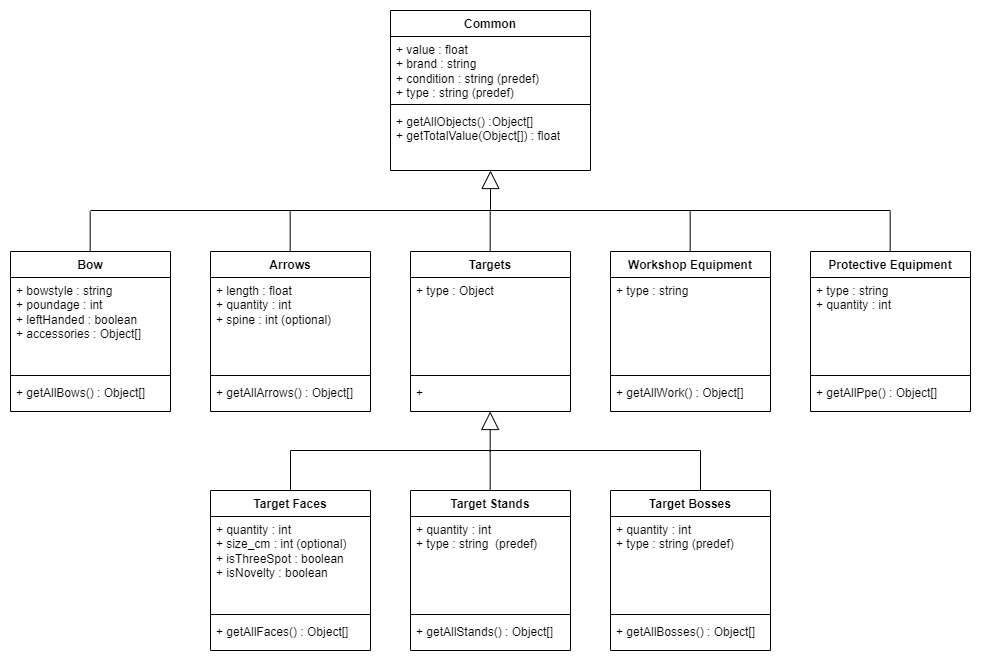 Common
+ value : float
+ brand : string
+ condition : string (predef)
+ type : string (predef)
+ getAllObjects() :Object[]
+ getTotalValue(Object[]) : float
Bow
+ bowstyle : string
+ poundage : int
+ leftHanded : boolean
+ accessories : Object[]
+ getAllBows() : Object[]
Arrows
+ length : float
+ quantity : int
+ spine : int (optional)
+ getAllArrows() : Object[]
Targets
+ type : Object
+
Workshop Equipment
+ type : string
+ getAllWork() : Object[]
Protective Equipment
+ type : string
+ quantity : int
+ getAllPpe() : Object[]
Target Faces
+ quantity : int
+ size_cm : int (optional)
+ isThreeSpot : boolean
+ isNovelty : boolean
+ getAllFaces() : Object[]
Target Stands
+ quantity : int
+ type : string  (predef)
+ getAllStands() : Object[]
Target Bosses
+ quantity : int
+ type : string (predef)
+ getAllBosses() : Object[]